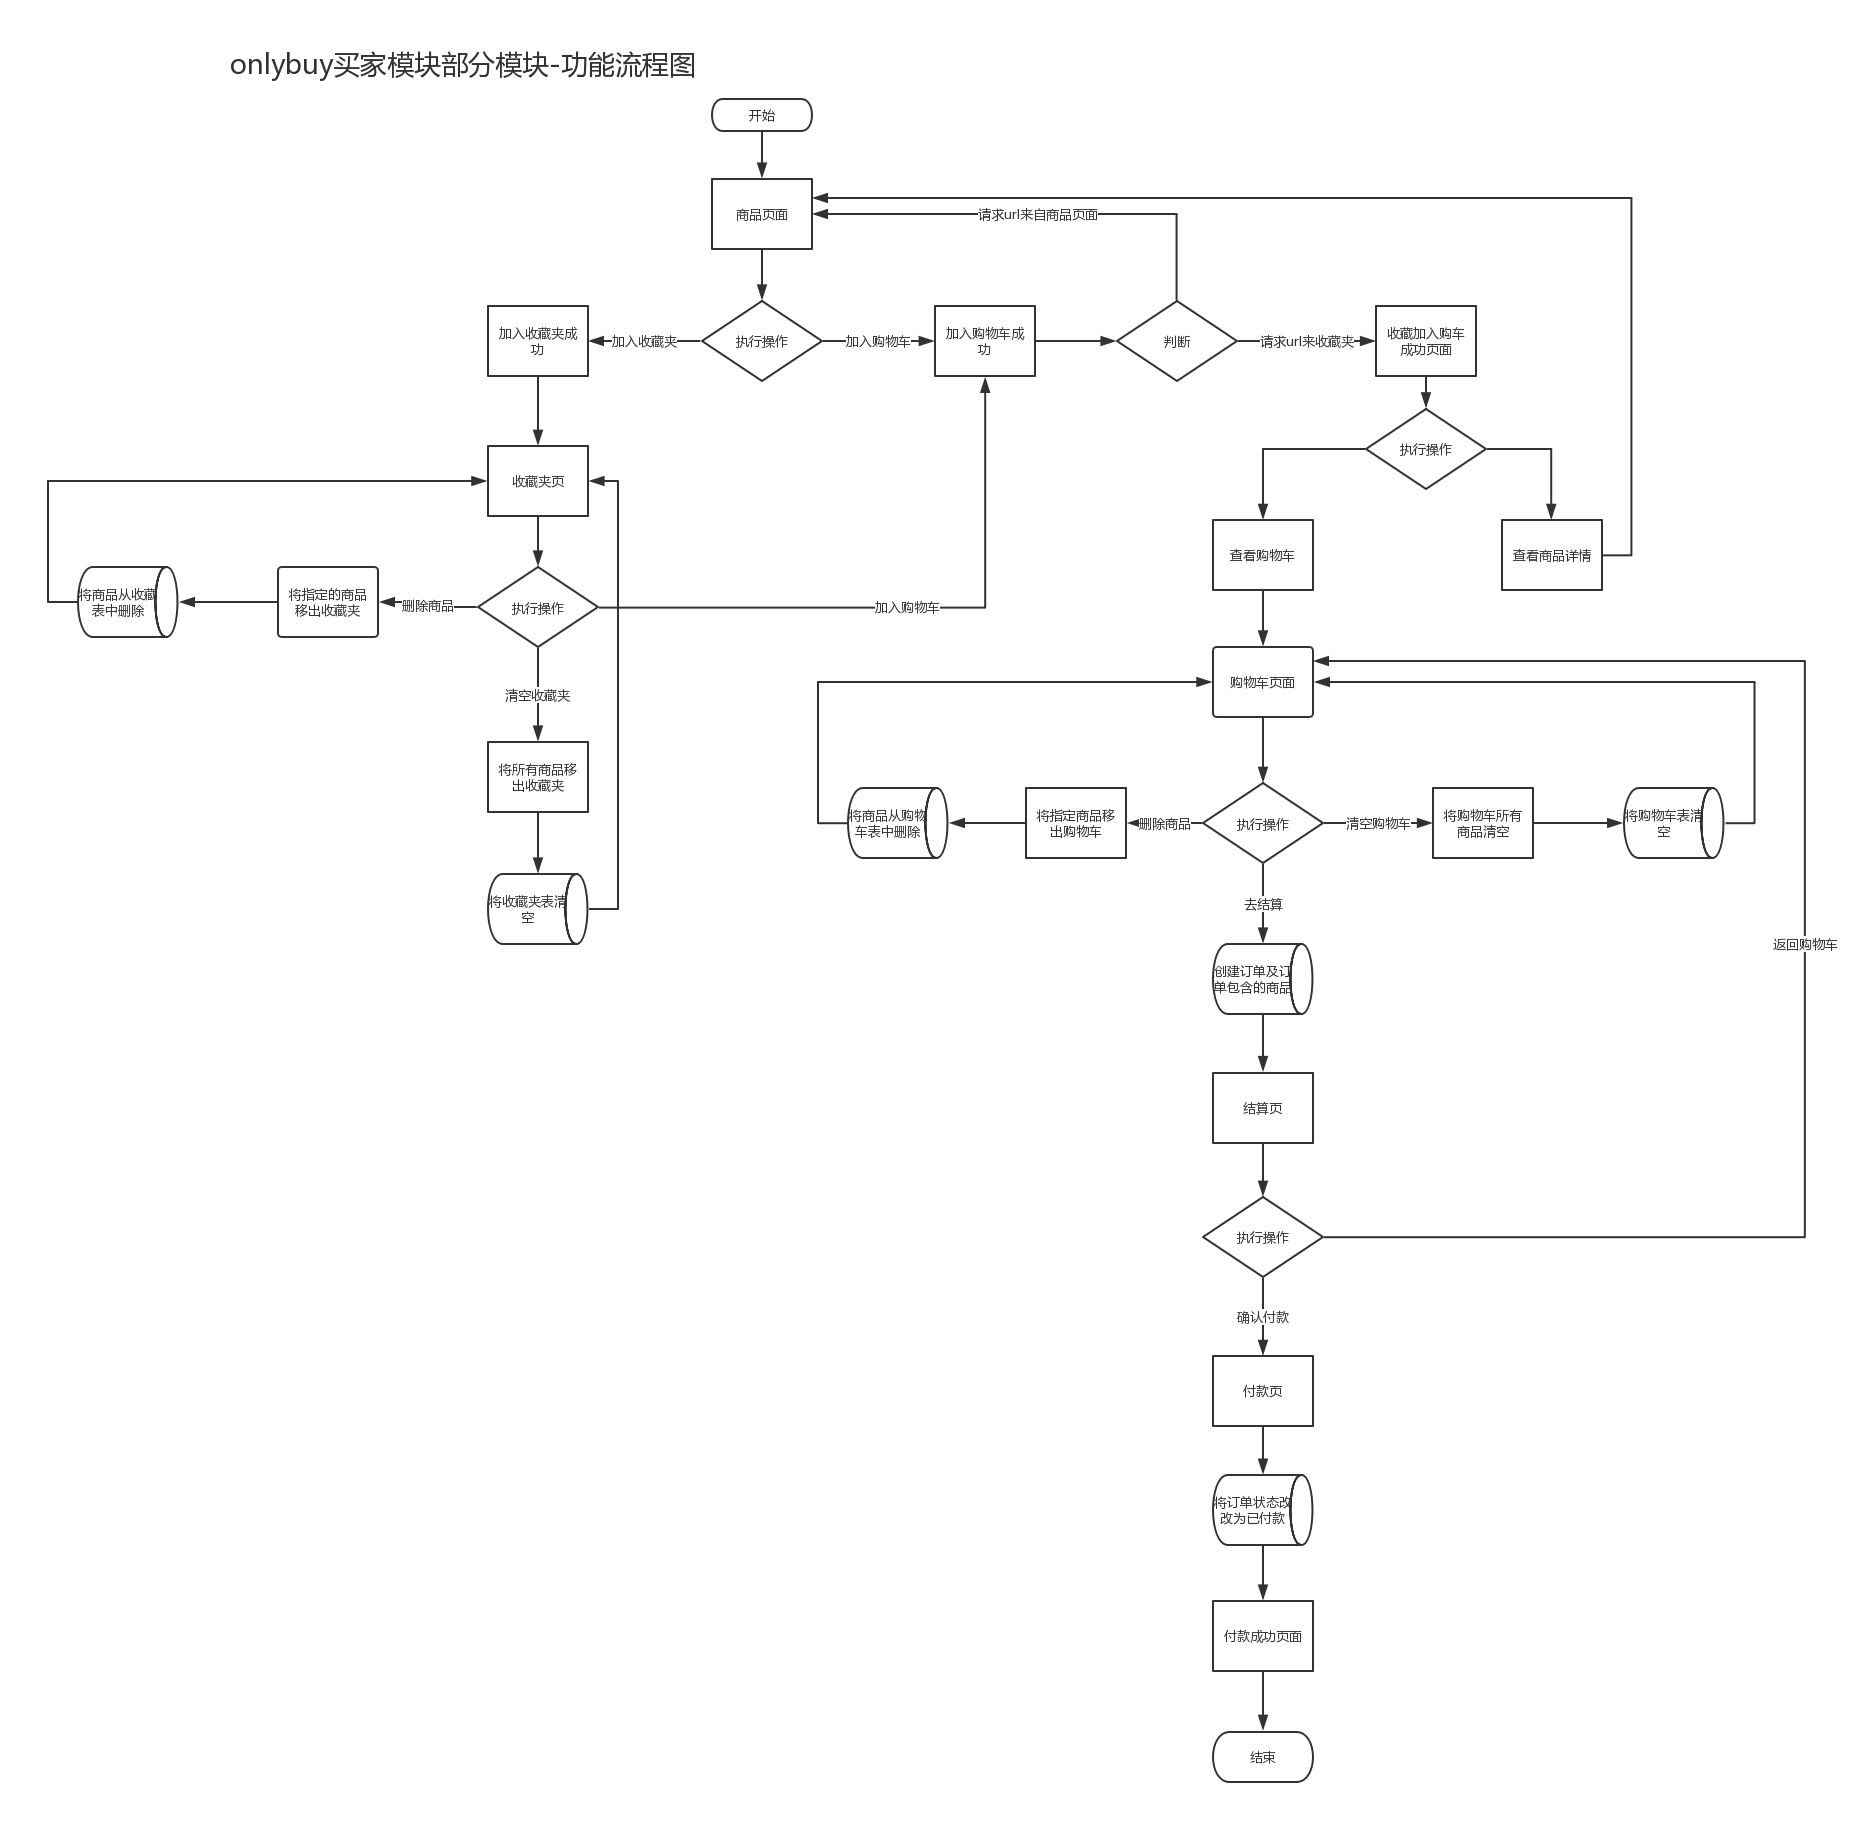 onlybuy买家模块部分模块-功能流程图
开始
商品页面
请求url来自商品页面
加入收藏夹成
功
加入收藏夹
执行操作
加入购物车
加入购物车成
功
判断
请求url来收藏夹
收藏加入购车
成功页面
执行操作
收藏夹页
查看购物车
查看商品详情
将商品从收藏
表中删除
将指定的商品
移出收藏夹
删除商品
执行操作
加入购物车
清空收藏夹
购物车页面
将所有商品移
出收藏夹
将商品从购物
车表中删除
将指定商品移
出购物车
删除商品
执行操作
清空购物车
将购物车所有
商品清空
将购物车表清
空
将收藏夹表清
空
去结算
返回购物车
创建订单及订
单包含的商品
结算页
执行操作
确认付款
付款页
将订单状态改
改为已付款
付款成功页面
结束